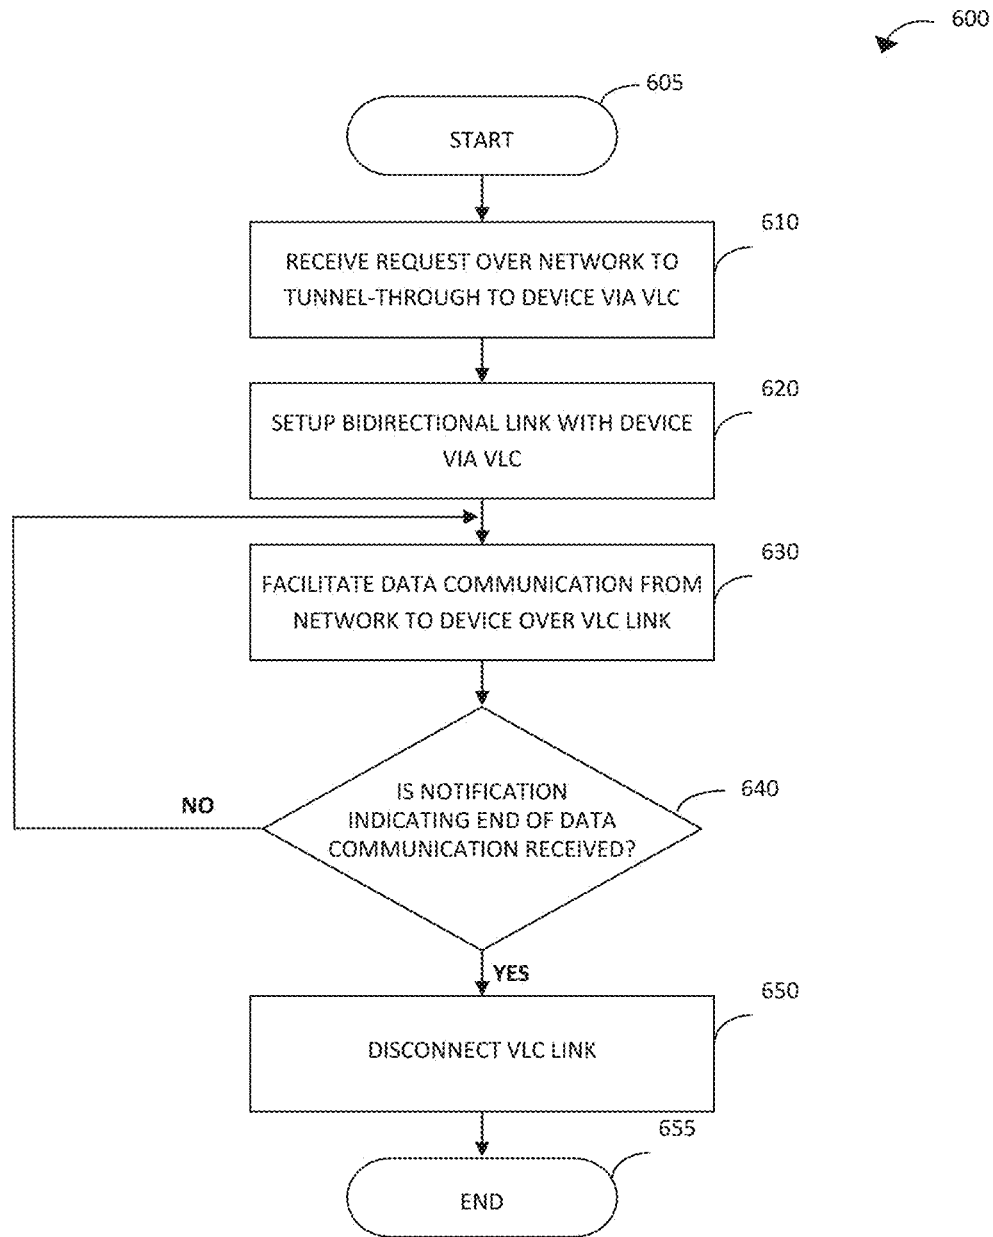 600
605
START
610
RECEIVE REQUEST OVER NETWORK TO
TUNNEL-THROUGH TO DEVICE VIA VLC
620
SETUP BIDIRECTIONAL LINK WITH DEVICE
VIA VLC
630
FACILITATE DATA COMMUNICATION FROM
NETWORK TO DEVICE OVER VLC LINK
640
IS NOTIFICATION
INDICATING END OF DATA
COMMUNICATION RECEIVED?
NO
YES
650
DISCONNECT VLC LINK
655
END